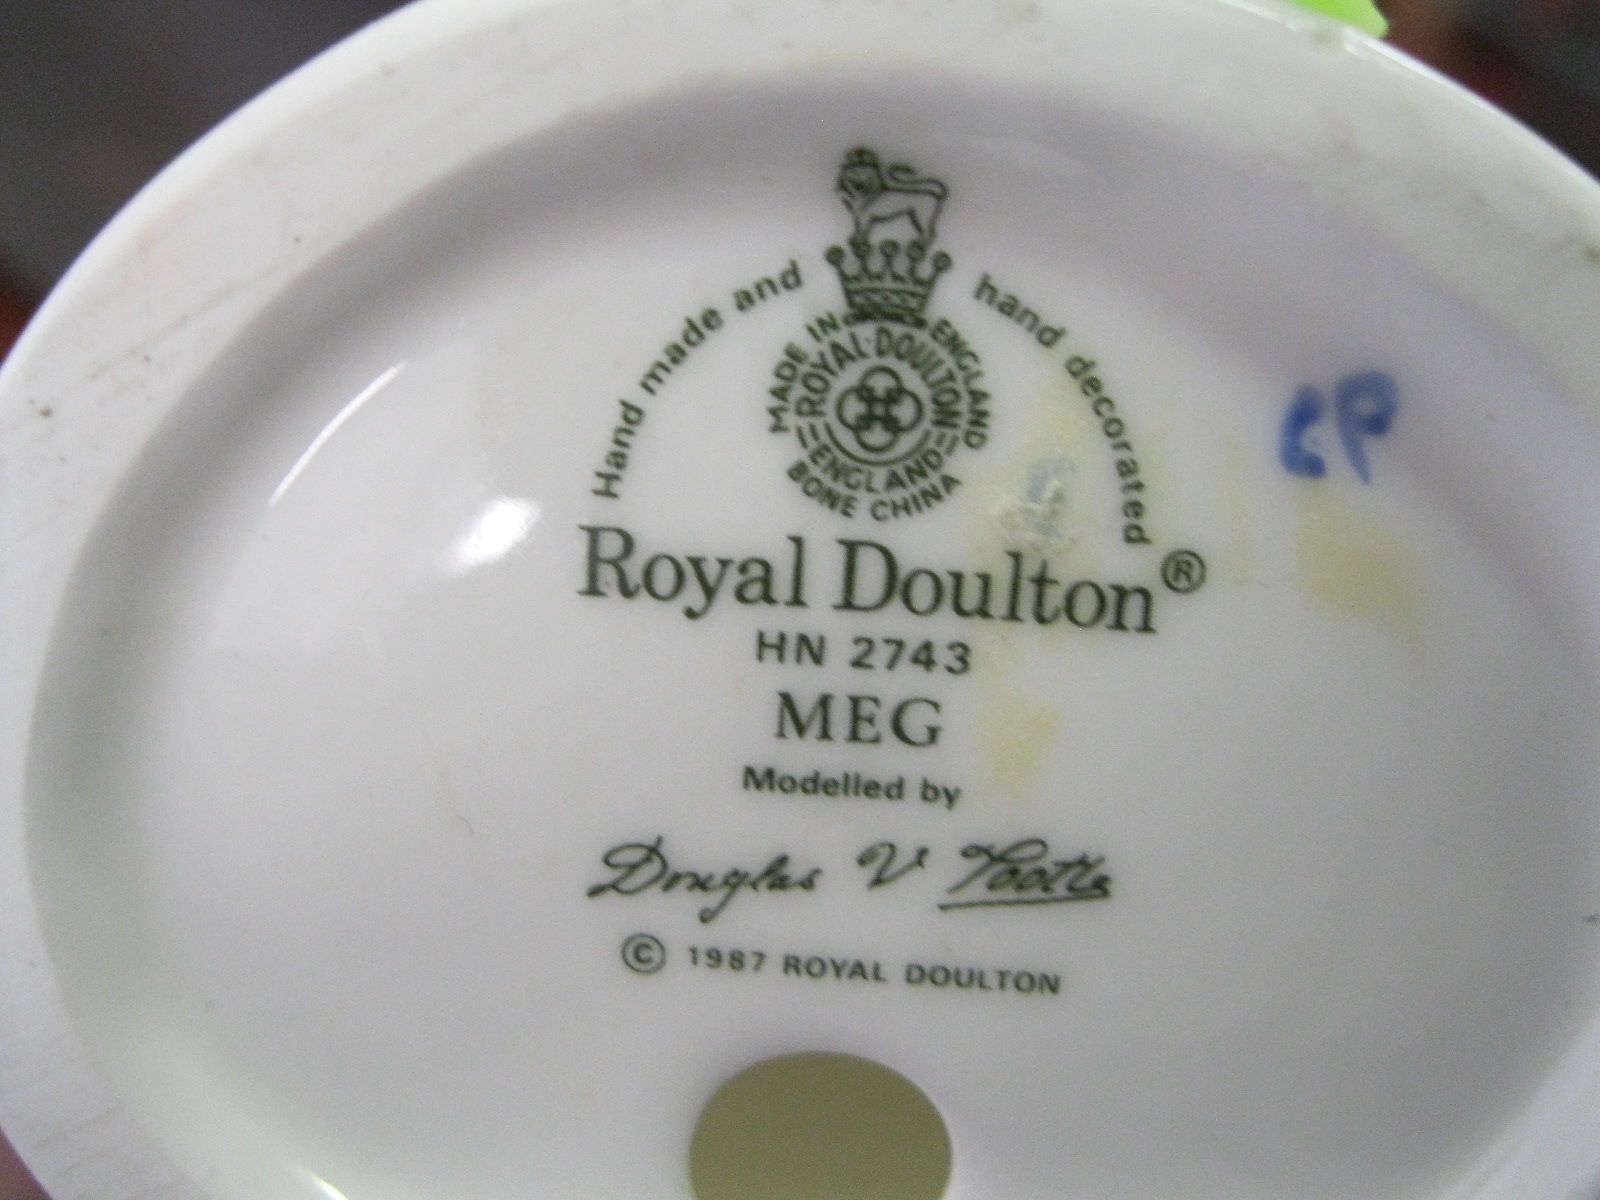 Hand made and hand decorated
MADE IN ENGLAND
ROYAL·DOULTON
ENGLAND
BONE CHINA
Royal Doulton®
HN 2743
MEG
Modelled by
Douglas V Tootle
© 1987 ROYAL DOULTON